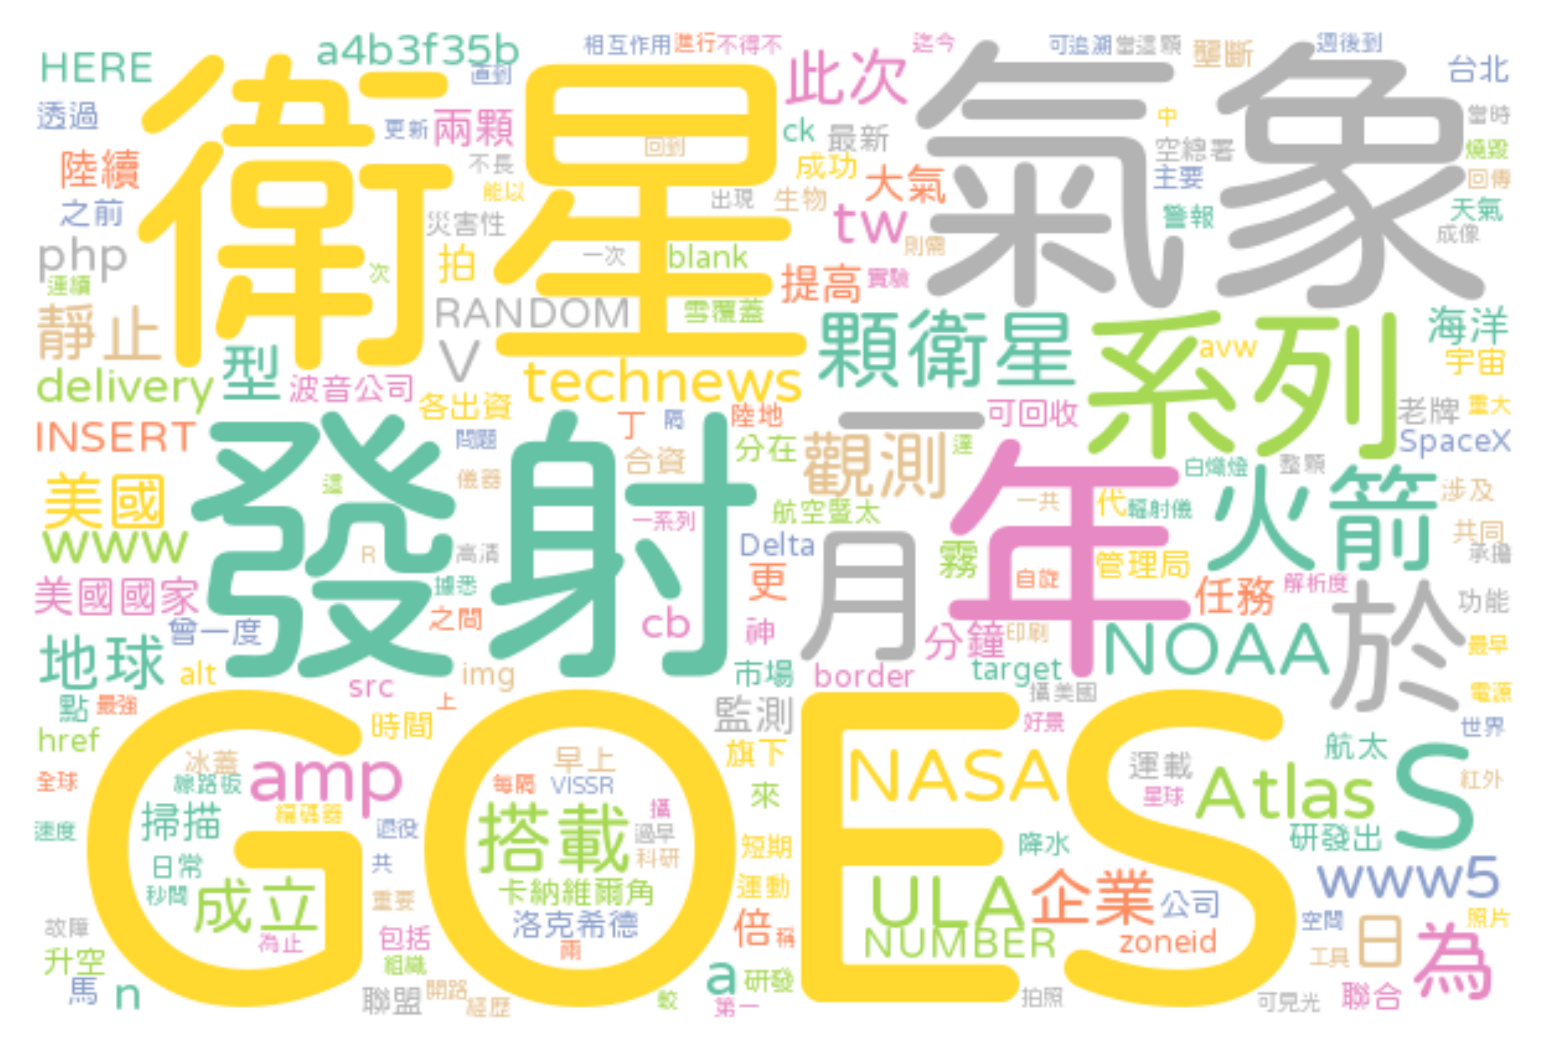 HERE
a4b3f35b
相互作用
進行
不得不
此次
迄今
可追溯
當這顆
壟斷
週後到
台北
直到
透過
更新
兩顆
衛星
回到
ck
最新
氣象
中
空總署
當時
燒毀
陸續
不長
能以
成功
大氣
主要
回傳
之前
出現
生物
tw
警報
天氣
php
災害性
拍
一次
blank
則需
成像
連續
次
提高
實驗
靜止
RANDOM
雪覆蓋
顆衛星
系列
海洋
型
V
avw
宇宙
delivery
波音公司
technews
各出資
丁
隔
陸地
一
可回收
老牌
重大
INSERT
問題
分在
觀測
達
SpaceX
發射
合資
年
白熾燈
整顆
火箭
美國
這
儀器
一系列
航空暨太
一共
代
輻射儀
涉及
www
R
高清
Delta
月
霧
管理局
共同
承擔
美國國家
據悉
更
自旋
任務
解析度
於
功能
曾一度
之間
cb
神
分鐘
印刷
NOAA
最早
地球
alt
src
img
市場
border
target
攝美國
電源
點
最強
上
GOES
時間
監測
好景
世界
href
冰蓋
早上
旗下
NASA
運載
航太
S
全球
線路板
amp
每隔
VISSR
來
星球
Atlas
紅外
速度
掃描
編碼器
退役
搭載
攝
過早
科研
短期
降水
研發出
日常
共
秒間
成立
重要
卡納維爾角
運動
ULA
企業
公司
www5
故障
為止
包括
洛克希德
倍
稱
NUMBER
zoneid
空間
日
照片
為
升空
組織
兩
馬
n
聯盟
開路
經歷
較
a
研發
第一
拍照
工具
可見光
聯合